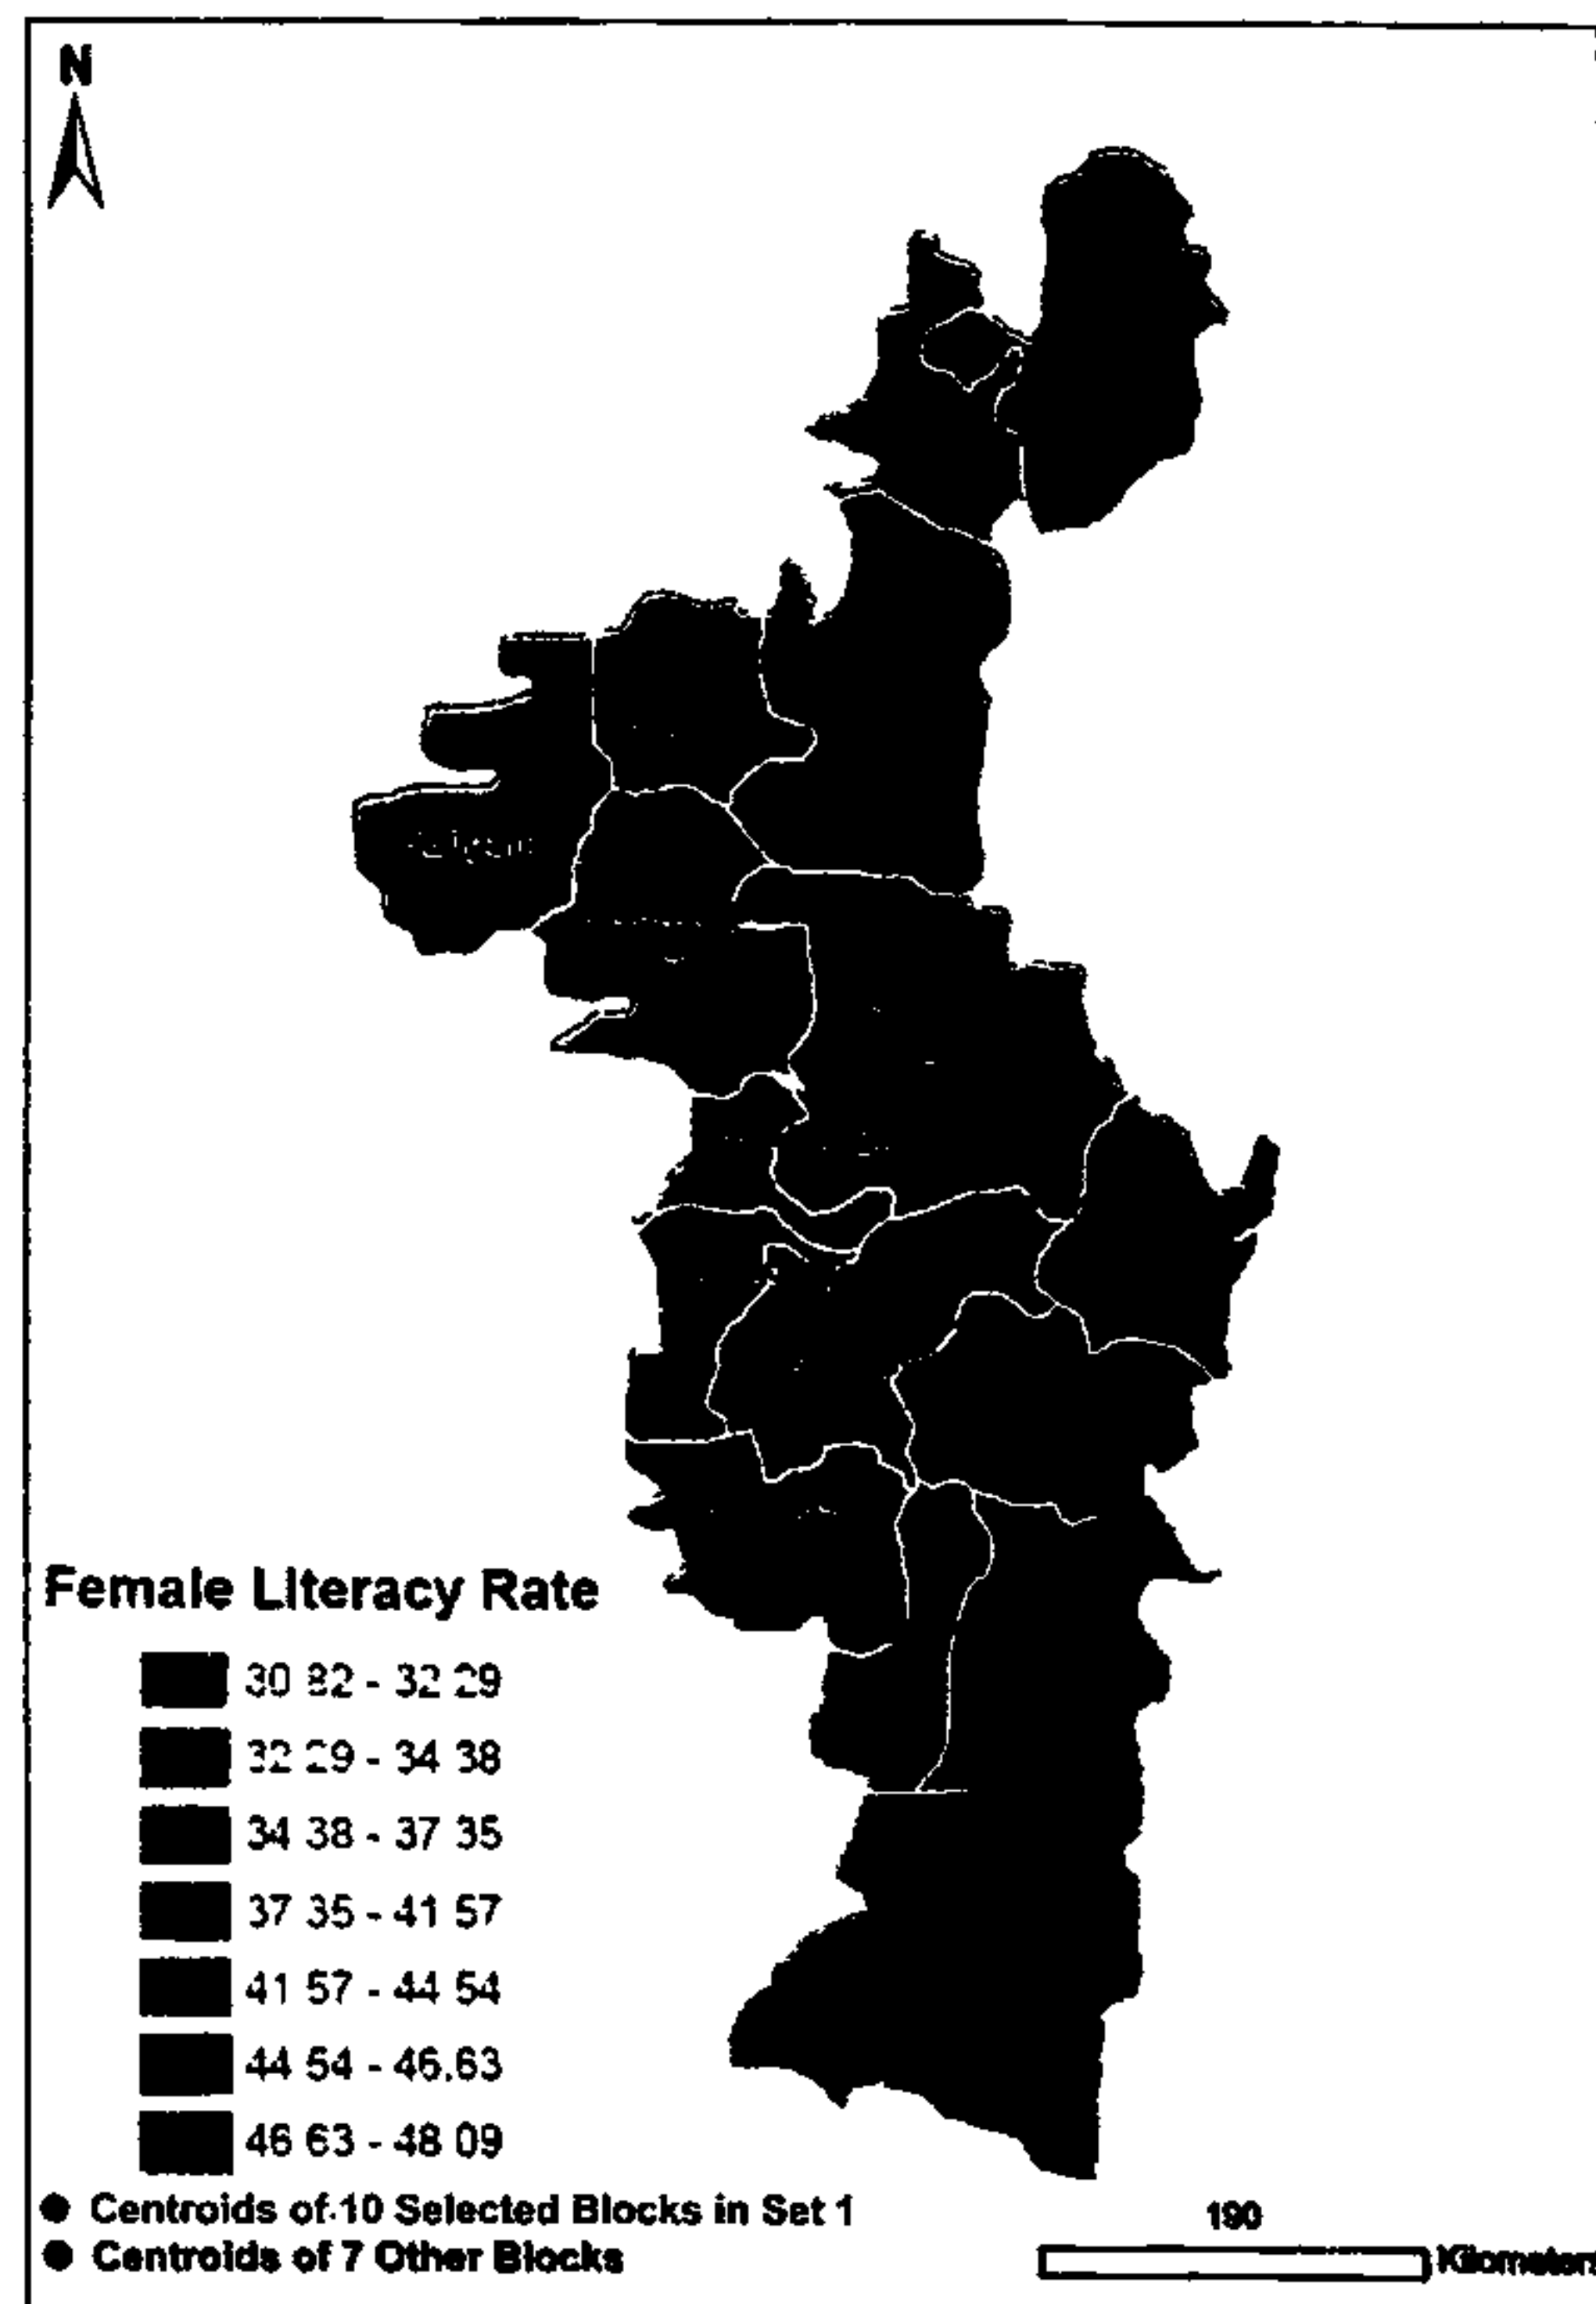 N
Female Literacy Rate
30 82 - 32 29
32 29 - 34 38
34 38 - 37 35
37 35 - 41 57
41 57 - 44 54
44 54 - 46.63
46 63 - 48 09
Centroids of 10 Selected Blocks in Set 1
Centroids of 7 Other Blocks
190
Kilometers